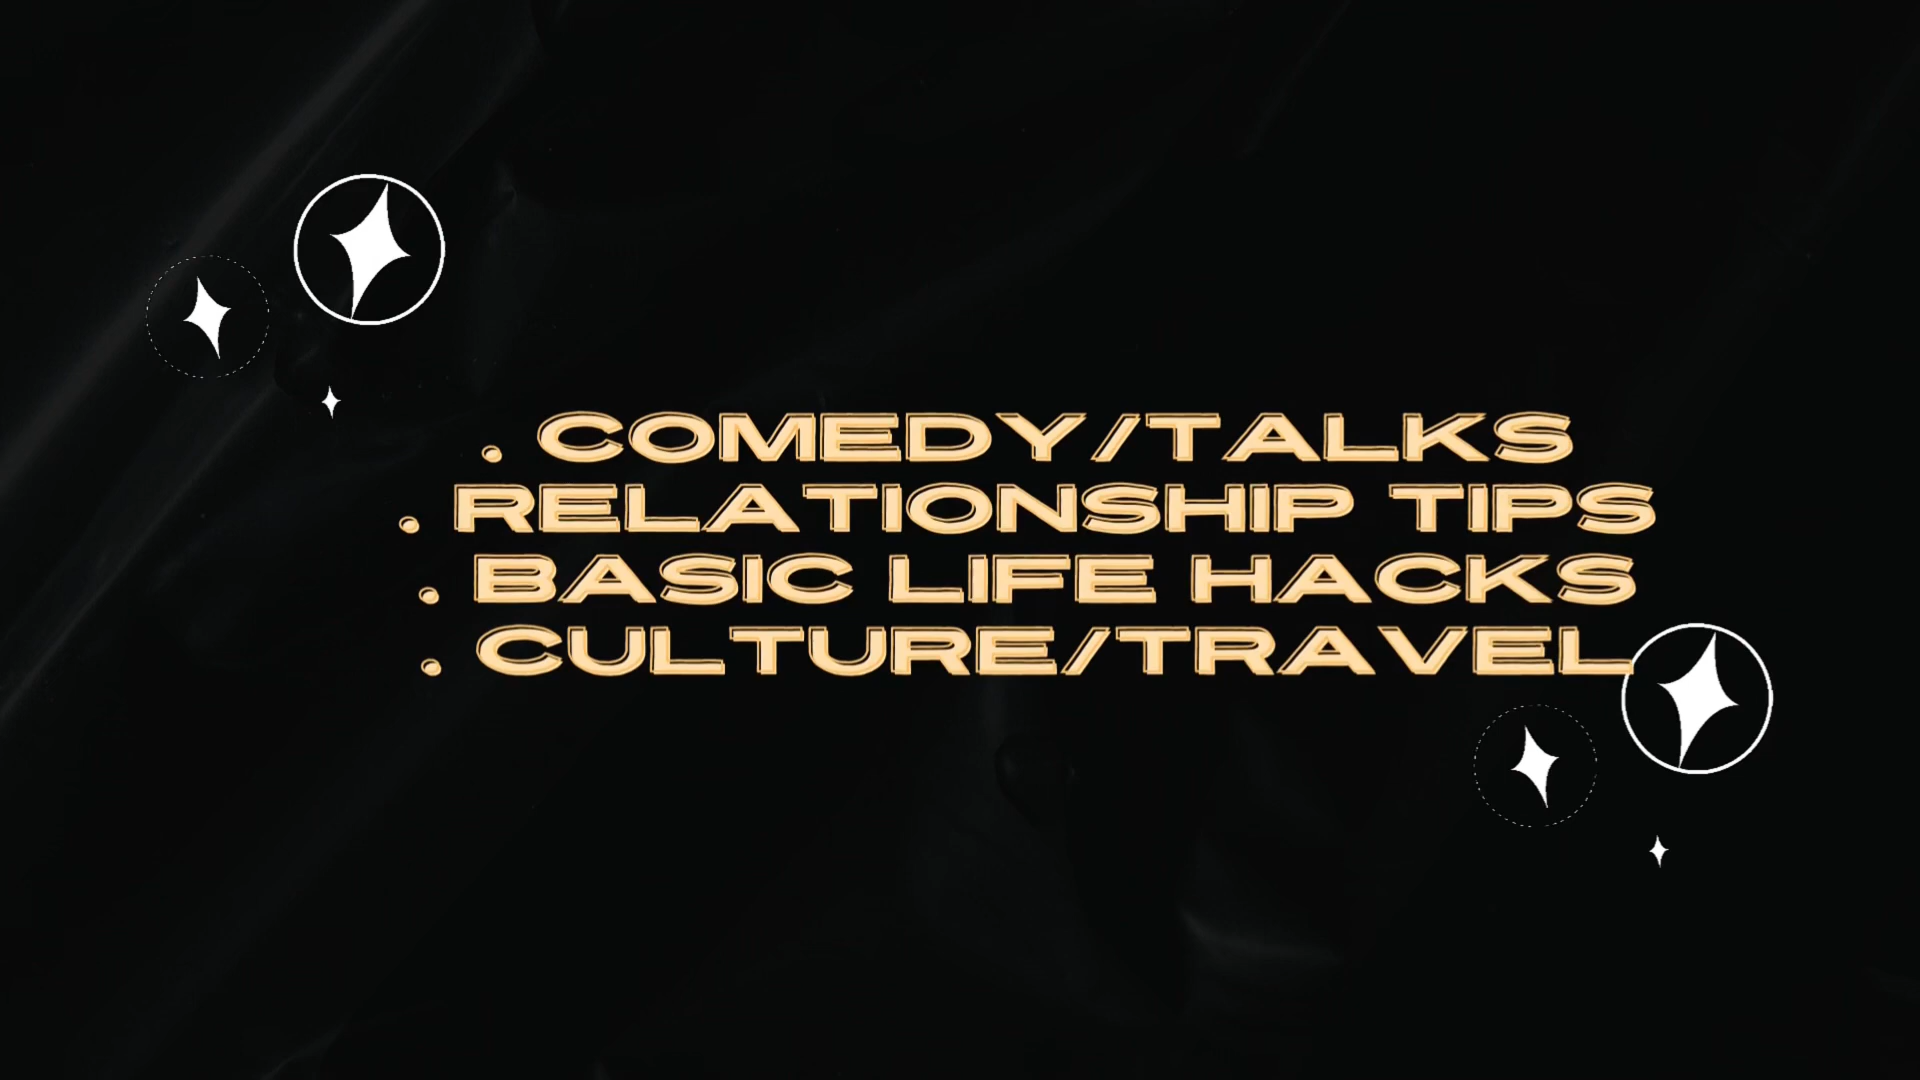 . COMEDY/TALKS
. RELATIONSHIP TIPS
. BASIC LIFE HACKS
. CULTURE/TRAVEL